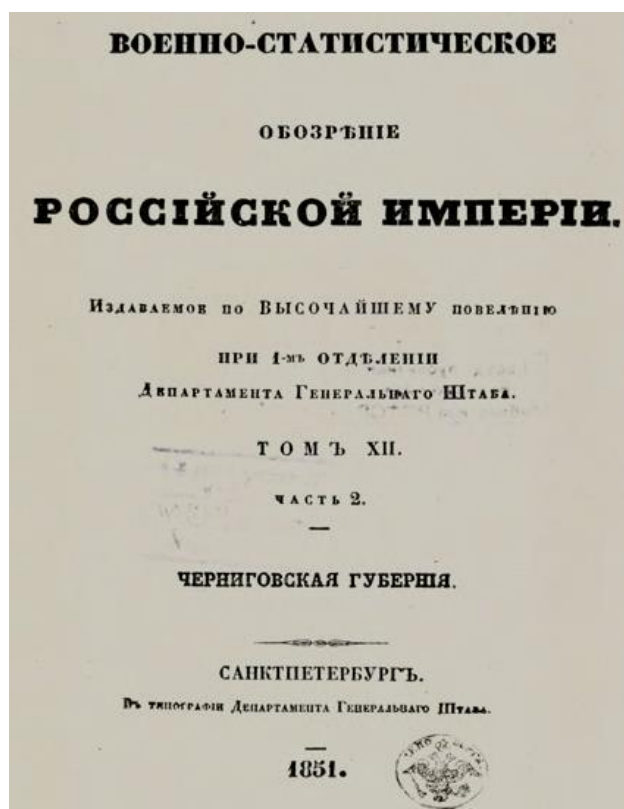 ВОЕННО-СТАТИСТИЧЕСКОЕ
ОБОЗРѢНІЕ
РОССІЙСКОЙ ИМПЕРІИ.
Издаваемое по ВЫСОЧАЙШЕМУ повелѣнію
при 1-мъ отдѣленіи
Департамента Генеральнаго Штаба.
ТОМЪ XII.
ЧАСТЬ 2.
ЧЕРНИГОВСКАЯ ГУБЕРНІЯ.
САНКТПЕТЕРБУРГЪ.
Въ типографіи Департамента Генеральнаго Штаба.
1851.